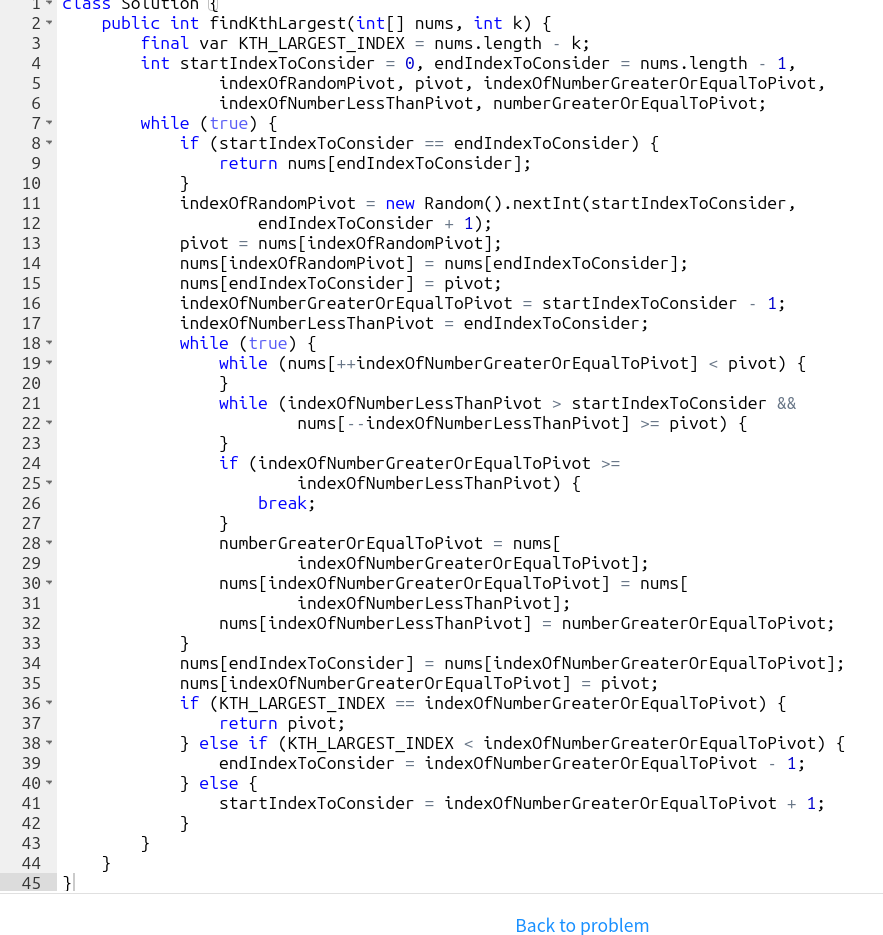 1 class Solution {
2 public int findKthLargest(int[] nums, int k) {
3 final var KTH_LARGEST_INDEX = nums.length - k;
4 int startIndexToConsider = 0, endIndexToConsider = nums.length - 1,
5 indexOfRandomPivot, pivot, indexOfNumberGreaterOrEqualToPivot,
6 indexOfNumberLessThanPivot, numberGreaterOrEqualToPivot;
7 while (true) {
8 if (startIndexToConsider == endIndexToConsider) {
9 return nums[endIndexToConsider];
10 }
11 indexOfRandomPivot = new Random().nextInt(startIndexToConsider,
12 endIndexToConsider + 1);
13 pivot = nums[indexOfRandomPivot];
14 nums[indexOfRandomPivot] = nums[endIndexToConsider];
15 nums[endIndexToConsider] = pivot;
16 indexOfNumberGreaterOrEqualToPivot = startIndexToConsider - 1;
17 indexOfNumberLessThanPivot = endIndexToConsider;
18 while (true) {
19 while (nums[++indexOfNumberGreaterOrEqualToPivot] < pivot) {
20 }
21 while (indexOfNumberLessThanPivot > startIndexToConsider &&
22 nums[--indexOfNumberLessThanPivot] >= pivot) {
23 }
24 if (indexOfNumberGreaterOrEqualToPivot >=
25 indexOfNumberLessThanPivot) {
26 break;
27 }
28 numberGreaterOrEqualToPivot = nums[
29 indexOfNumberGreaterOrEqualToPivot];
30 nums[indexOfNumberGreaterOrEqualToPivot] = nums[
31 indexOfNumberLessThanPivot];
32 nums[indexOfNumberLessThanPivot] = numberGreaterOrEqualToPivot;
33 }
34 nums[endIndexToConsider] = nums[indexOfNumberGreaterOrEqualToPivot];
35 nums[indexOfNumberGreaterOrEqualToPivot] = pivot;
36 if (KTH_LARGEST_INDEX == indexOfNumberGreaterOrEqualToPivot) {
37 return pivot;
38 } else if (KTH_LARGEST_INDEX < indexOfNumberGreaterOrEqualToPivot) {
39 endIndexToConsider = indexOfNumberGreaterOrEqualToPivot - 1;
40 } else {
41 startIndexToConsider = indexOfNumberGreaterOrEqualToPivot + 1;
42 }
43 }
44 }
45 }
Back to problem